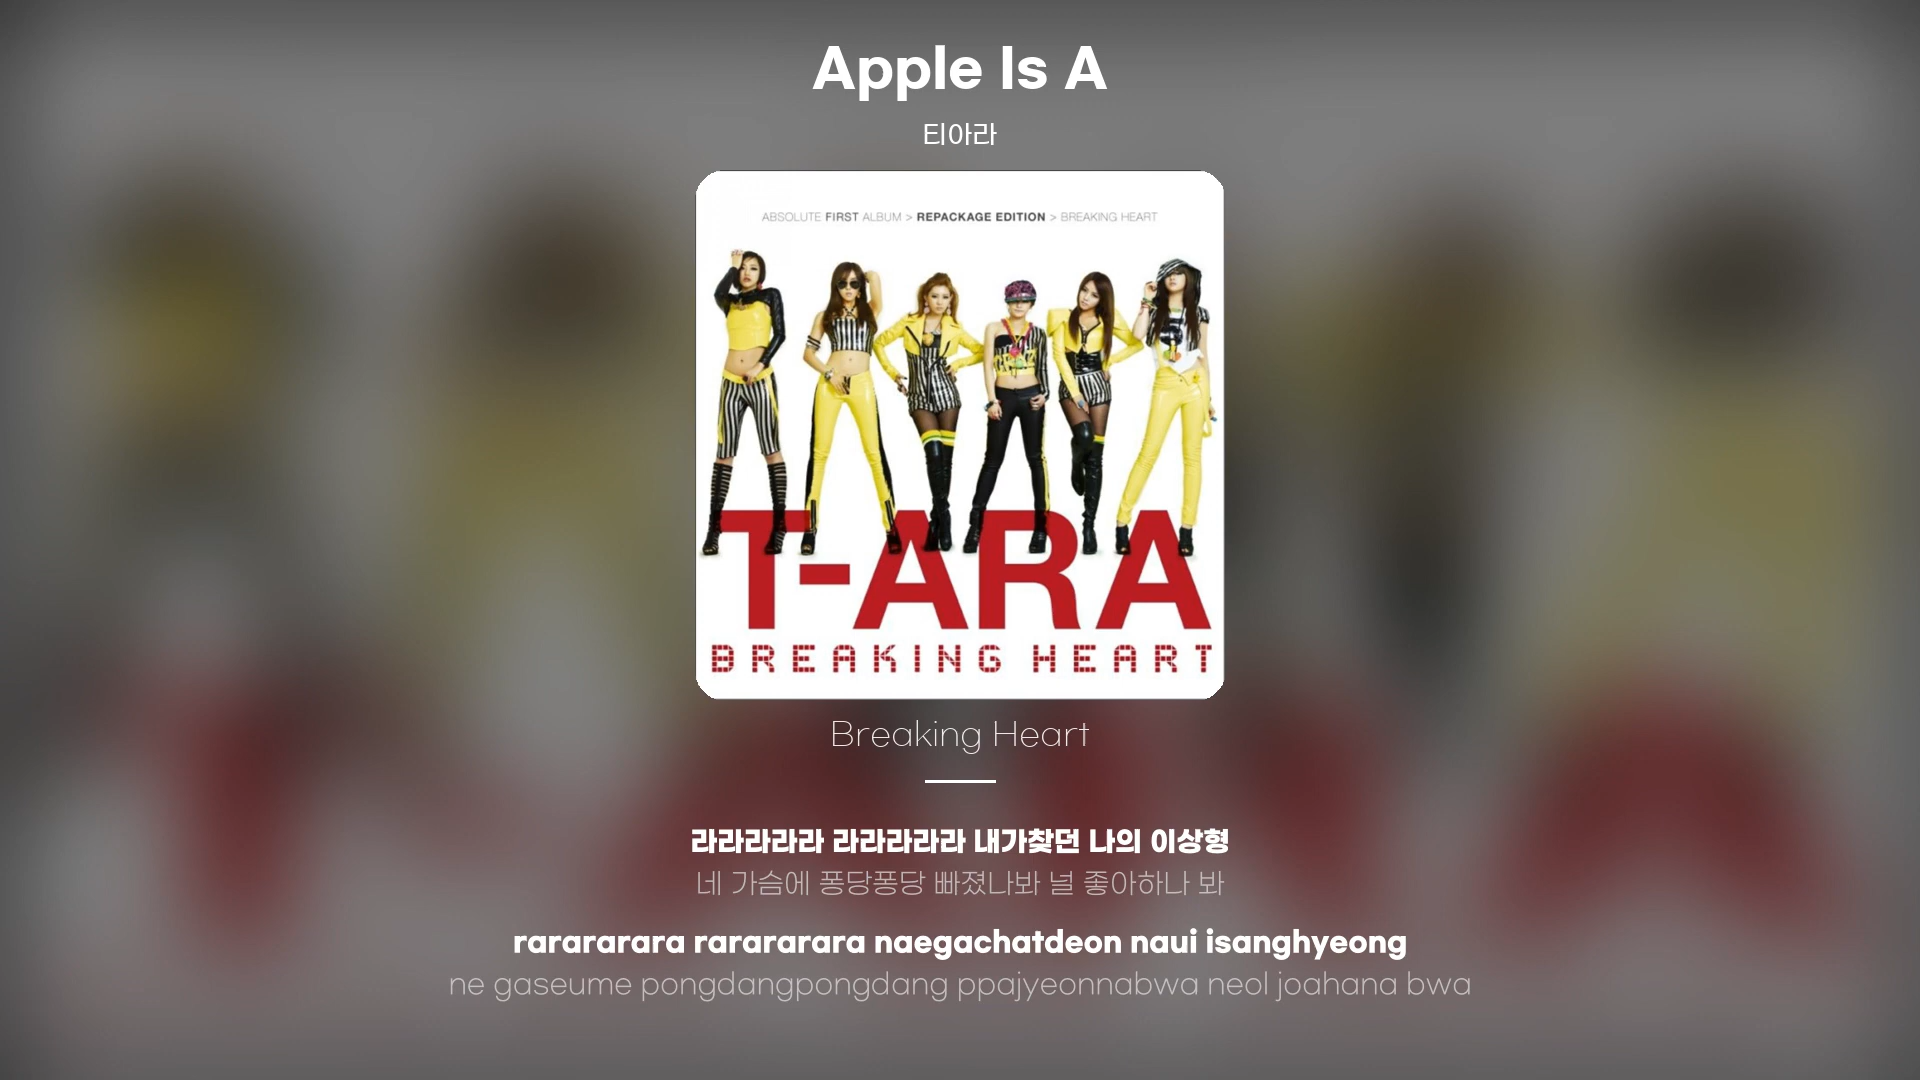 Apple Is A
티아라
ABSOLUTE FIRST ALBUM > REPACKAGE EDITION > BREAKING HEART
T-ARA
BREAKING HEART
Breaking Heart
라라라라라 라라라라라 내가찾던 나의 이상형
네 가슴에 퐁당퐁당 빠졌나봐 널 좋아하나 봐
rarararara rarararara naegachatdeon naui isanghyeong
ne gaseume pongdangpongdang ppajyeonnabwa neol joahana bwa